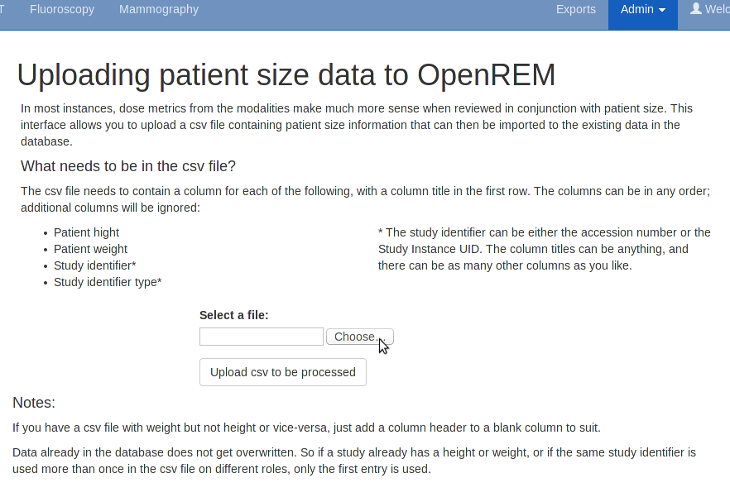 T Fluoroscopy Mammography Exports Admin Welc
Uploading patient size data to OpenREM
In most instances, dose metrics from the modalities make much more sense when reviewed in conjunction with patient size. This
interface allows you to upload a csv file containing patient size information that can then be imported to the existing data in the
database.
What needs to be in the csv file?
The csv file needs to contain a column for each of the following, with a column title in the first row. The columns can be in any order;
additional columns will be ignored:
• Patient hight
• Patient weight
• Study identifier*
• Study identifier type*
* The study identifier can be either the accession number or the
Study Instance UID. The column titles can be anything, and
there can be as many other columns as you like.
Select a file:
Choose...
Upload csv to be processed
Notes:
If you have a csv file with weight but not height or vice-versa, just add a column header to a blank column to suit.
Data already in the database does not get overwritten. So if a study already has a height or weight, or if the same study identifier is
used more than once in the csv file on different roles, only the first entry is used.